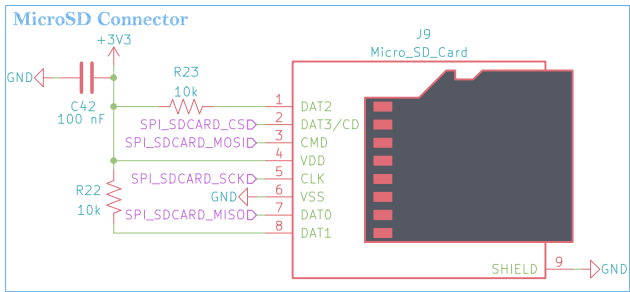 MicroSD Connector
+3V3
J9
Micro_SD_Card
GND
C42
100 nF
R23
10k
1 DAT2
SPI_SDCARD_CS 2 DAT3/CD
SPI_SDCARD_MOSI 3 CMD
4 VDD
SPI_SDCARD_SCK 5 CLK
R22
10k
GND 6 VSS
SPI_SDCARD_MISO 7 DAT0
8 DAT1
SHIELD 9 GND